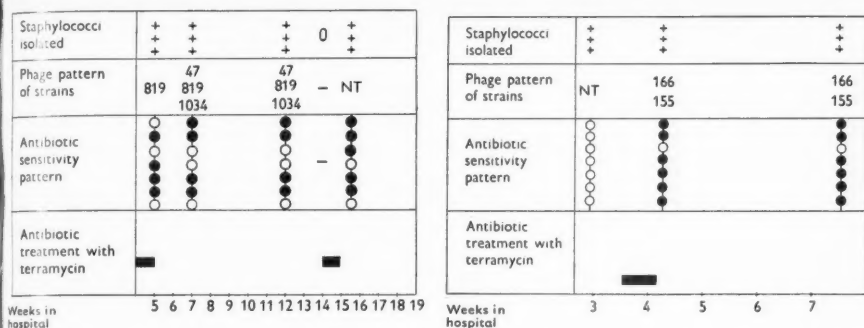 Staphylococci
isolated
+ + + +
+ + 0 +
+ + + +
Phage pattern
of strains
47 47
819 819 819 – NT
1034 1034
Antibiotic
sensitivity
pattern
–
Antibiotic
treatment with
terramycin
Weeks in
hospital
5 6 7 8 9 10 11 12 13 14 15 16 17 18 19
Staphylococci
isolated
+ + +
+ + +
+ + +
Phage pattern
of strains
NT 166 166
155 155
Antibiotic
sensitivity
pattern
Antibiotic
treatment with
terramycin
Weeks in
hospital
3 4 5 6 7